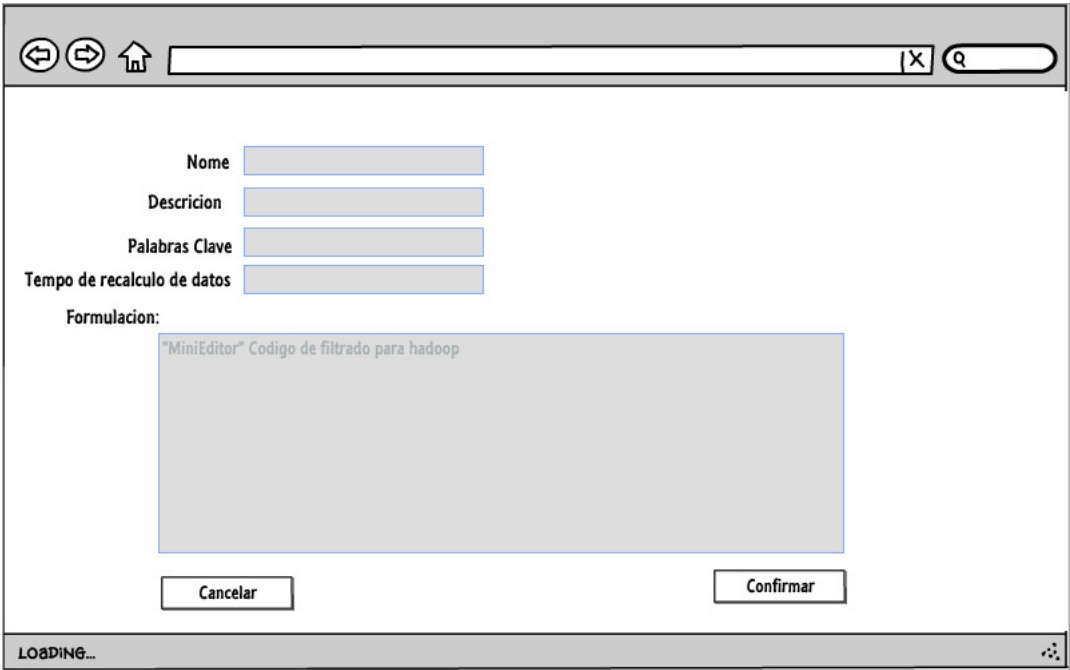 Nome
Descricion
Palabras Clave
Tempo de recalculo de datos
Formulacion:
"MiniEditor" Codigo de filtrado para hadoop
Cancelar
Confirmar
LOADING...